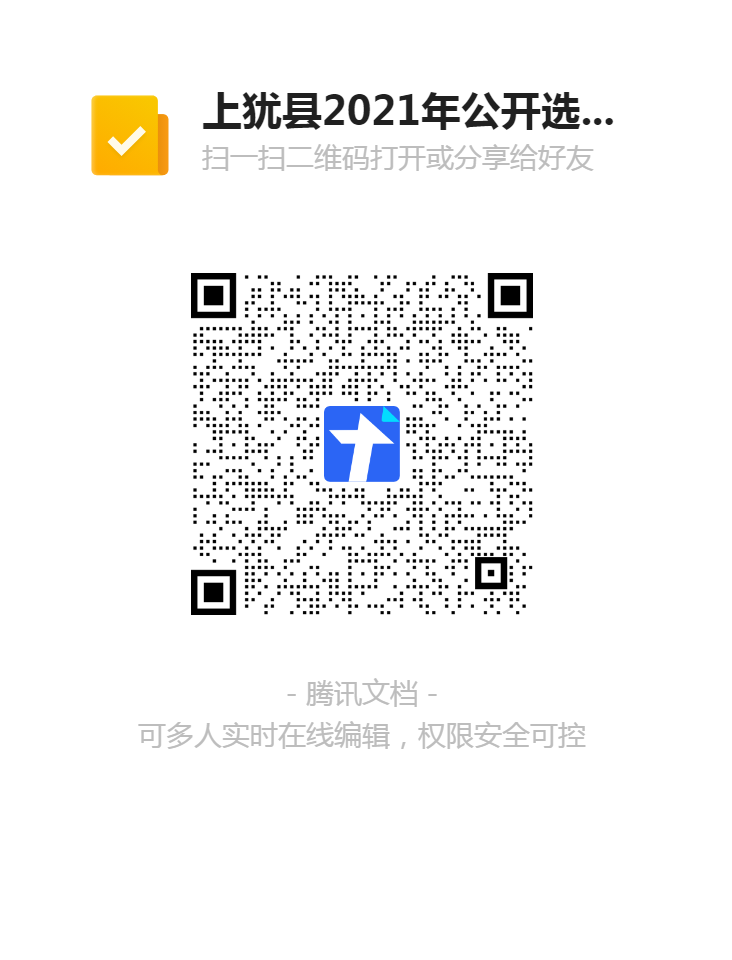 上犹县2021年公开选...
扫一扫二维码打开或分享给好友
- 腾讯文档 -
可多人实时在线编辑，权限安全可控